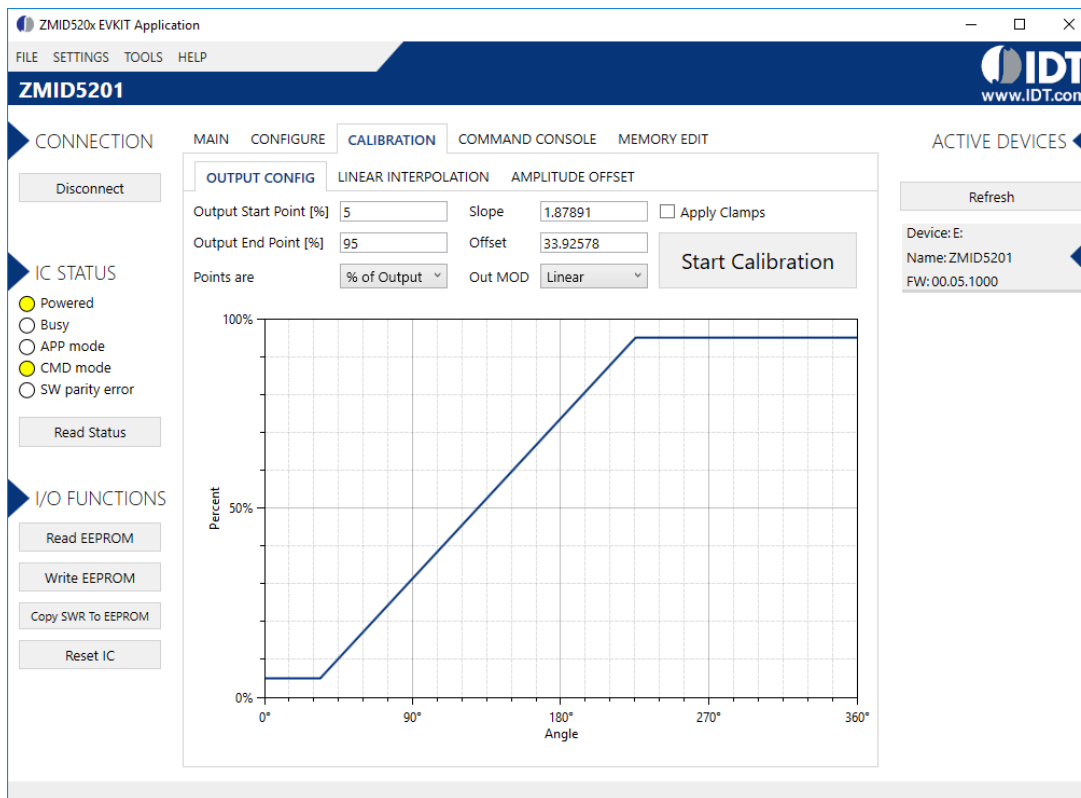 ZMID520x EVKIT Application
FILE SETTINGS TOOLS HELP
IDT
www.IDT.com
ZMID5201
CONNECTION
Disconnect
IC STATUS
Powered
Busy
APP mode
CMD mode
SW parity error
Read Status
I/O FUNCTIONS
Read EEPROM
Write EEPROM
Copy SWR To EEPROM
Reset IC
MAIN CONFIGURE CALIBRATION COMMAND CONSOLE MEMORY EDIT
OUTPUT CONFIG LINEAR INTERPOLATION AMPLITUDE OFFSET
Output Start Point [%] 5 Slope 1.87891 Apply Clamps
Output End Point [%] 95 Offset 33.92578
Start Calibration
Points are % of Output Out MOD Linear
100%
50%
0%
Percent
0° 90° 180° 270° 360°
Angle
ACTIVE DEVICES
Refresh
Device: E:
Name: ZMID5201
FW: 00.05.1000